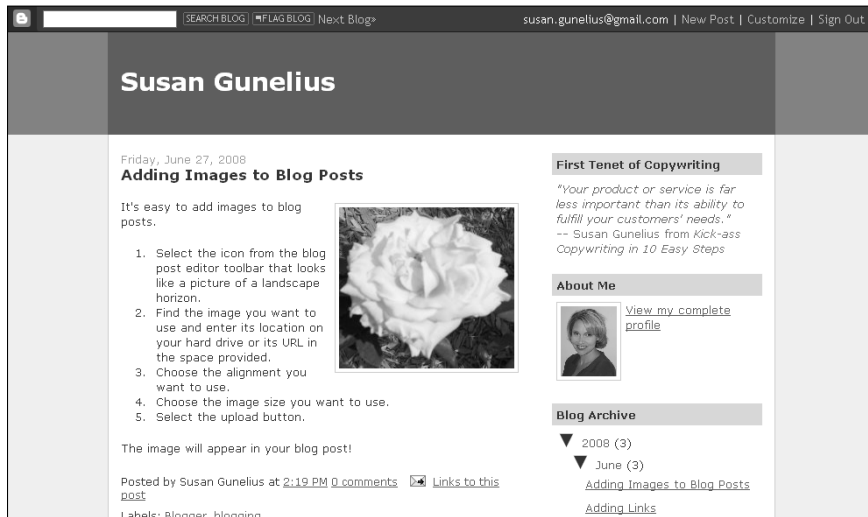 SEARCH BLOG FLAG BLOG Next Blog»
susan.gunelius@gmail.com | New Post | Customize | Sign Out
Susan Gunelius
Friday, June 27, 2008
Adding Images to Blog Posts
It's easy to add images to blog
posts.
1. Select the icon from the blog
post editor toolbar that looks
like a picture of a landscape
horizon.
2. Find the image you want to
use and enter its location on
your hard drive or its URL in
the space provided.
3. Choose the alignment you
want to use.
4. Choose the image size you want to use.
5. Select the upload button.
The image will appear in your blog post!
Posted by Susan Gunelius at 2:19 PM 0 comments Links to this
post
Labels: Blogger, blogging
First Tenet of Copywriting
"Your product or service is far
less important than its ability to
fulfill your customers' needs."
-- Susan Gunelius from Kick-ass
Copywriting in 10 Easy Steps
About Me
View my complete
profile
Blog Archive
▼ 2008 (3)
▼ June (3)
Adding Images to Blog Posts
Adding Links